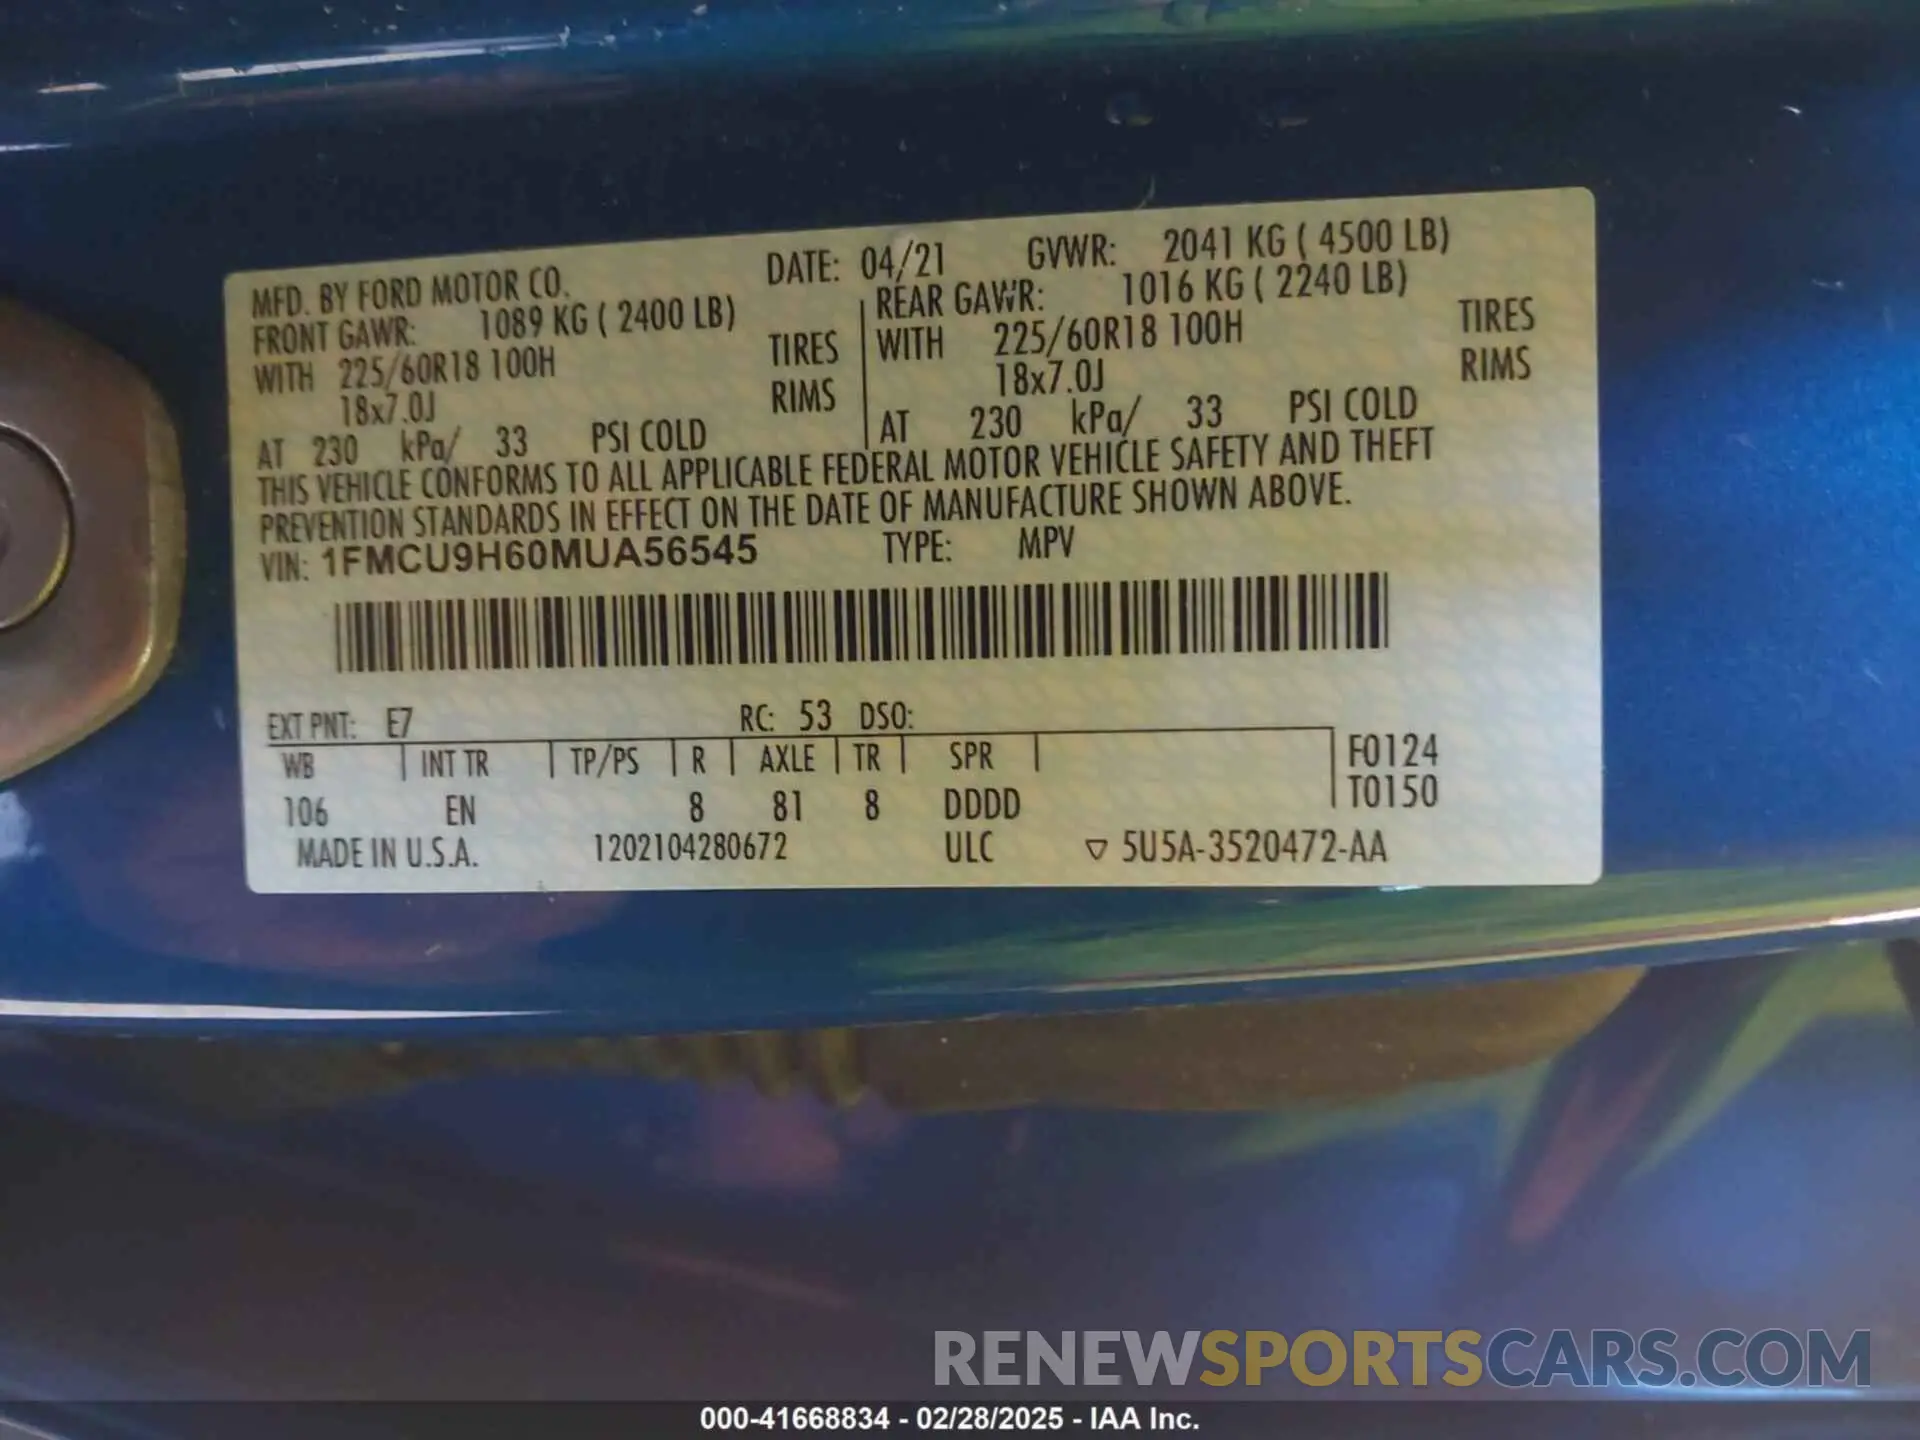 MFD. BY FORD MOTOR CO. DATE: 04/21 GVWR: 2041 KG ( 4500 LB)
FRONT GAWR: 1089 KG ( 2400 LB) REAR GAWR: 1016 KG ( 2240 LB)
WITH 225/60R18 100H TIRES WITH 225/60R18 100H TIRES
18x7.0J RIMS 18x7.0J RIMS
AT 230 kPa/ 33 PSI COLD AT 230 kPa/ 33 PSI COLD
THIS VEHICLE CONFORMS TO ALL APPLICABLE FEDERAL MOTOR VEHICLE SAFETY AND THEFT
PREVENTION STANDARDS IN EFFECT ON THE DATE OF MANUFACTURE SHOWN ABOVE.
VIN: 1FMCU9H60MUA56545 TYPE: MPV
EXT PNT: E7 RC: 53 DSO:
WB INT TR TP/PS R AXLE TR SPR F0124
106 EN 8 81 8 DDDD T0150
MADE IN U.S.A. 1202104280672 ULC ▽ 5U5A-3520472-AA
RENEWSPORTSCARS.COM
000-41668834 - 02/28/2025 - IAA Inc.